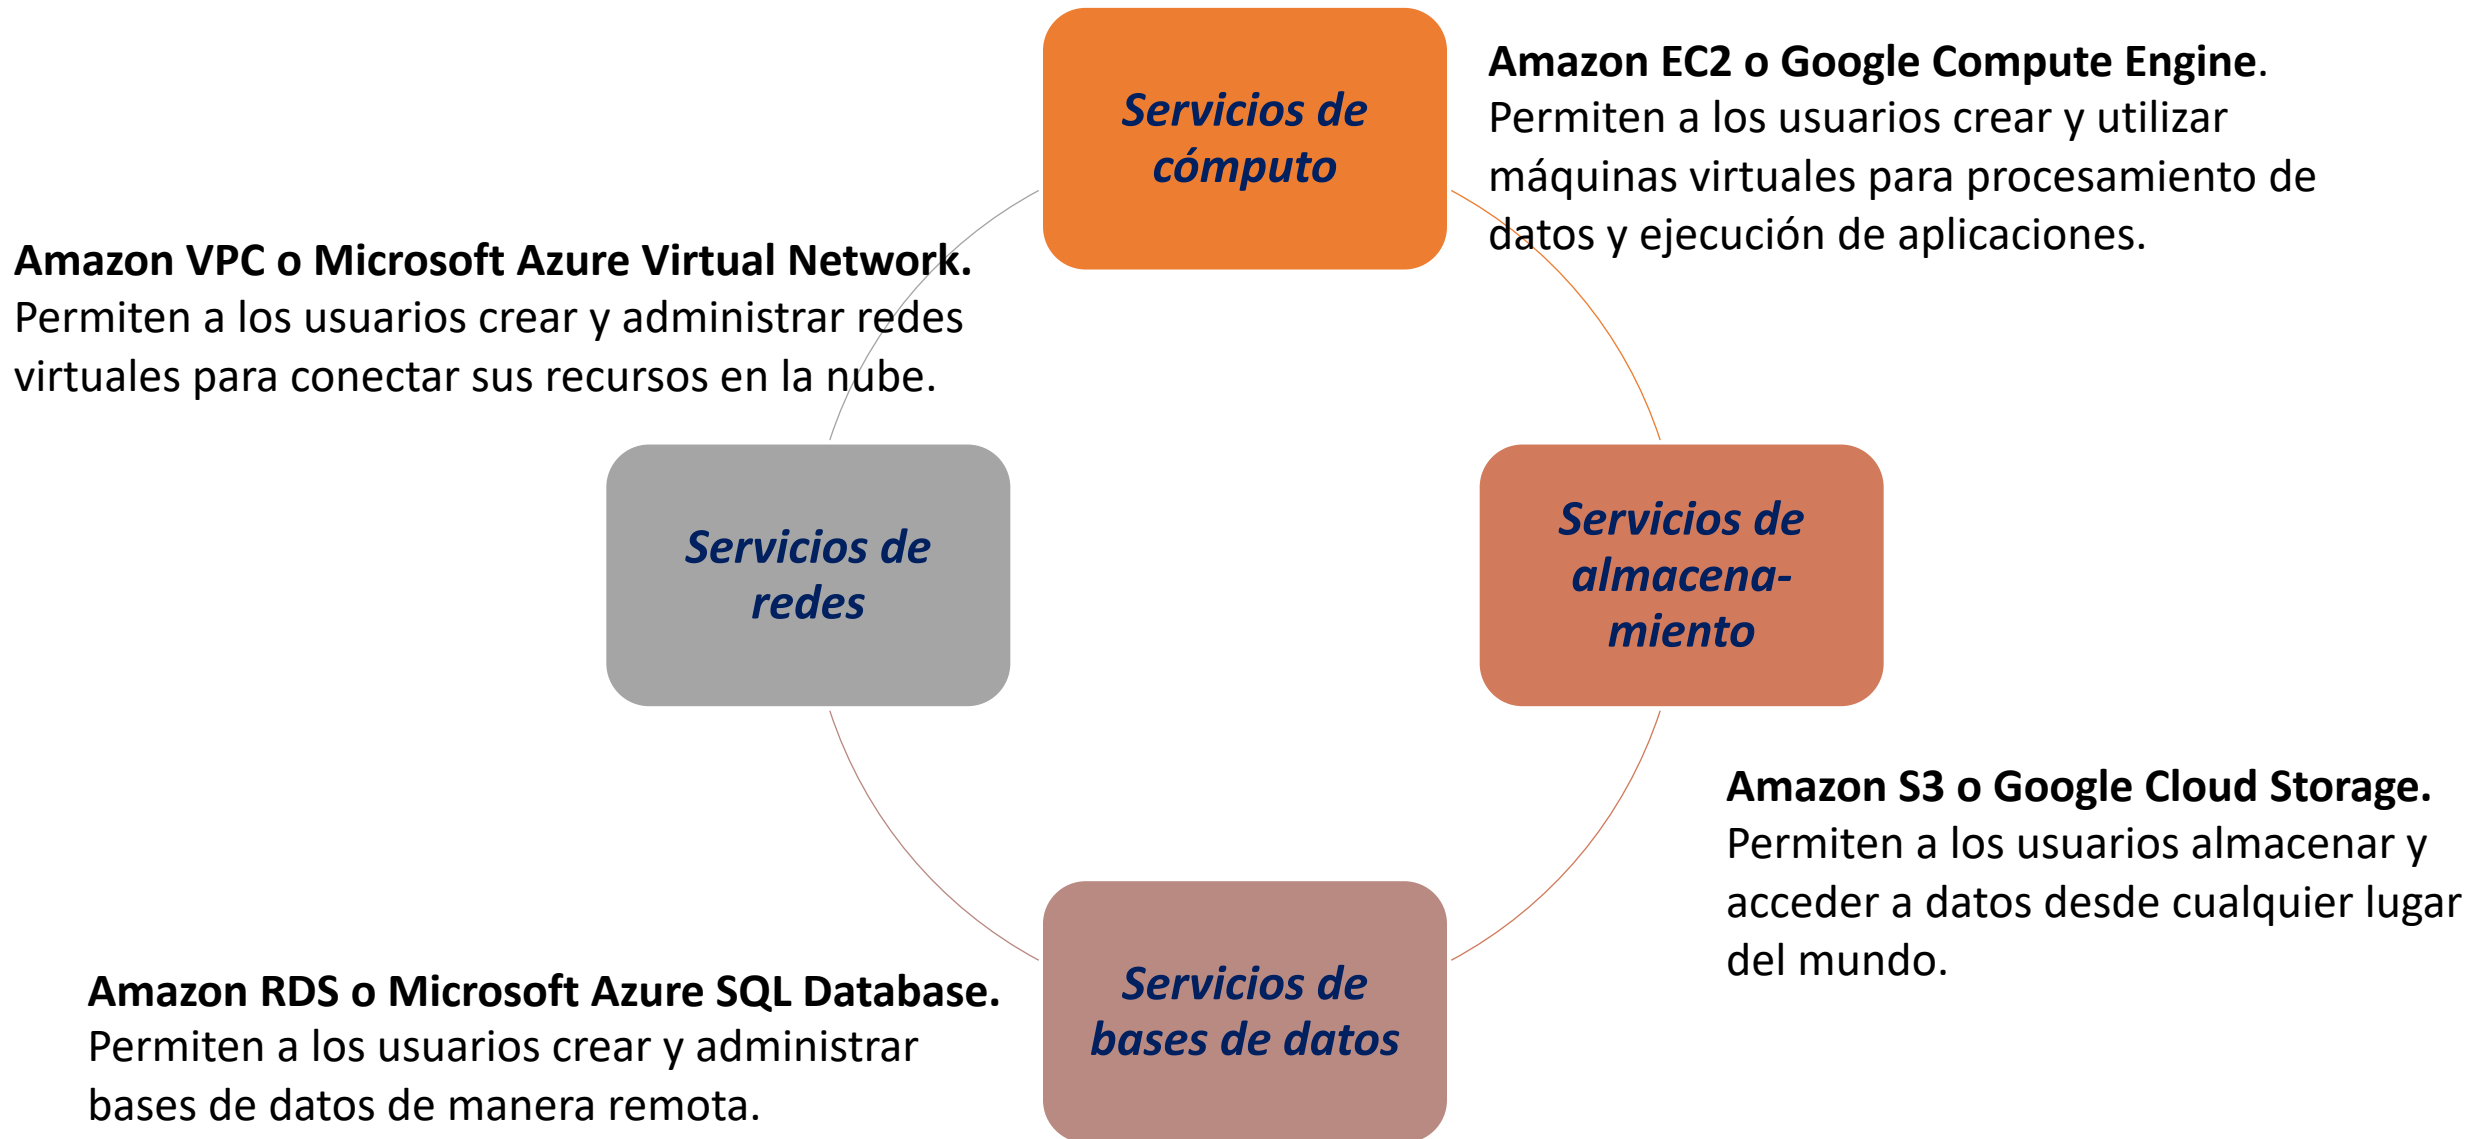 Servicios de
cómputo
Amazon EC2 o Google Compute Engine.
Permiten a los usuarios crear y utilizar
máquinas virtuales para procesamiento de
datos y ejecución de aplicaciones.
Amazon VPC o Microsoft Azure Virtual Network.
Permiten a los usuarios crear y administrar redes
virtuales para conectar sus recursos en la nube.
Servicios de
redes
Servicios de
almacena-
miento
Amazon S3 o Google Cloud Storage.
Permiten a los usuarios almacenar y
acceder a datos desde cualquier lugar
del mundo.
Servicios de
bases de datos
Amazon RDS o Microsoft Azure SQL Database.
Permiten a los usuarios crear y administrar
bases de datos de manera remota.